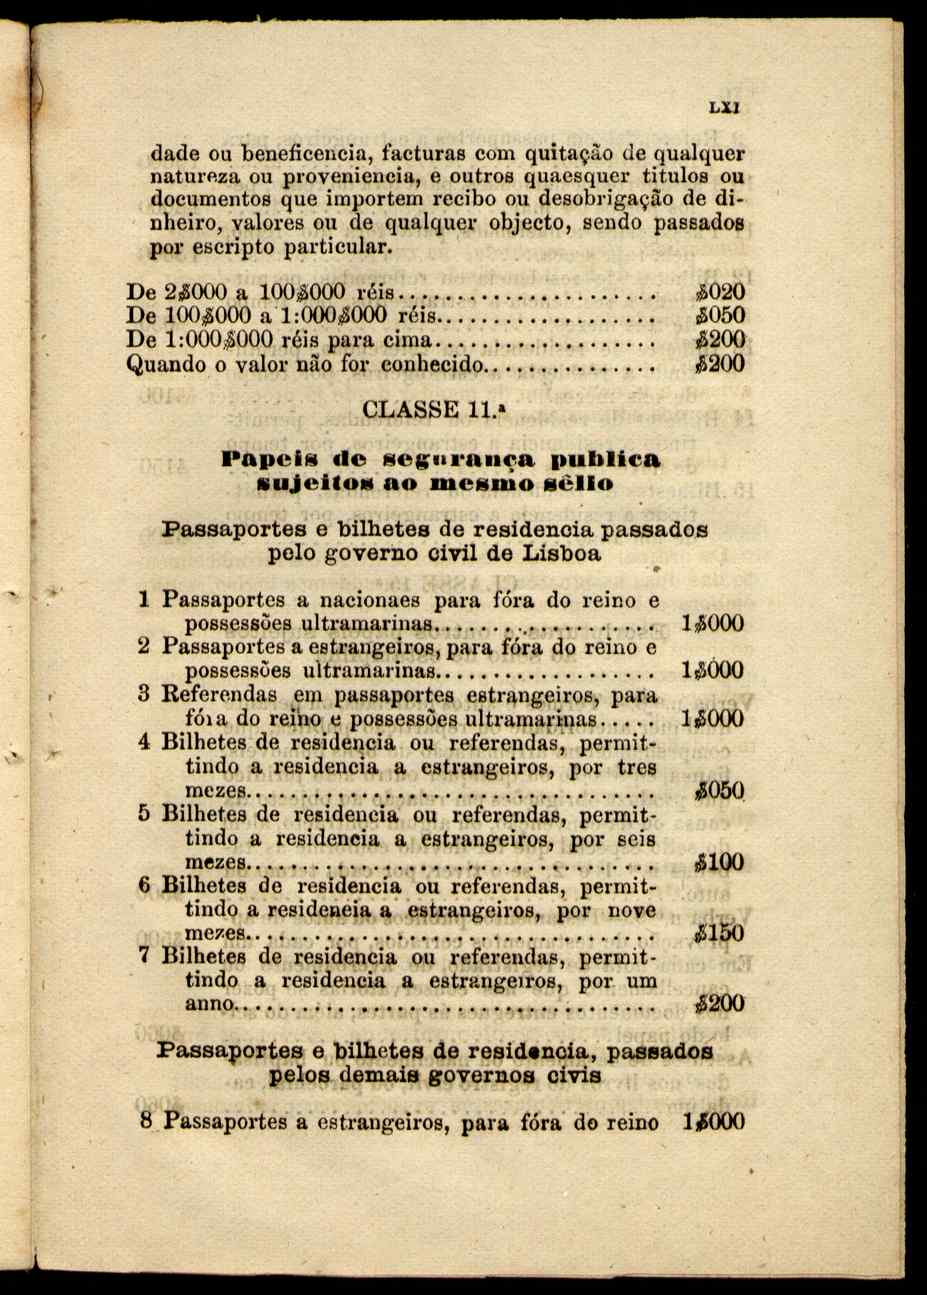 LXI
dade ou beneficencia, facturas com quitação de qualquer
natureza ou proveniencia, e outros quaesquer titulos ou
documentos que importem recibo ou desobrigação de di-
nheiro, valores ou de qualquer objecto, sendo passados
por escripto particular.
De 2$000 a 100$000 réis........................ $020
De 100$000 a 1:000$000 réis.................... $050
De 1:000$000 réis para cima.................... $200
Quando o valor não for conhecido................ $200
CLASSE 11.ª
Papeis de segurança publica
sujeitos ao mesmo sêllo
Passaportes e bilhetes de residencia passados
pelo governo civil de Lisboa
1 Passaportes a nacionaes para fóra do reino e
possessões ultramarinas.................... 1$000
2 Passaportes a estrangeiros, para fóra do reino e
possessões ultramarinas.................... 1$000
3 Referendas em passaportes estrangeiros, para
fóra do reino e possessões ultramarinas..... 1$000
4 Bilhetes de residencia ou referendas, permit-
tindo a residencia a estrangeiros, por tres
mezes..................................... $050
5 Bilhetes de residencia ou referendas, permit-
tindo a residencia a estrangeiros, por seis
mezes..................................... $100
6 Bilhetes de residencia ou referendas, permit-
tindo a resideneia a estrangeiros, por nove
mezes..................................... $150
7 Bilhetes de residencia ou referendas, permit-
tindo a residencia a estrangeiros, por um
anno...................................... $200
Passaportes e bilhetes de residencia, passados
pelos demais governos civis
8 Passaportes a estrangeiros, para fóra do reino 1$000